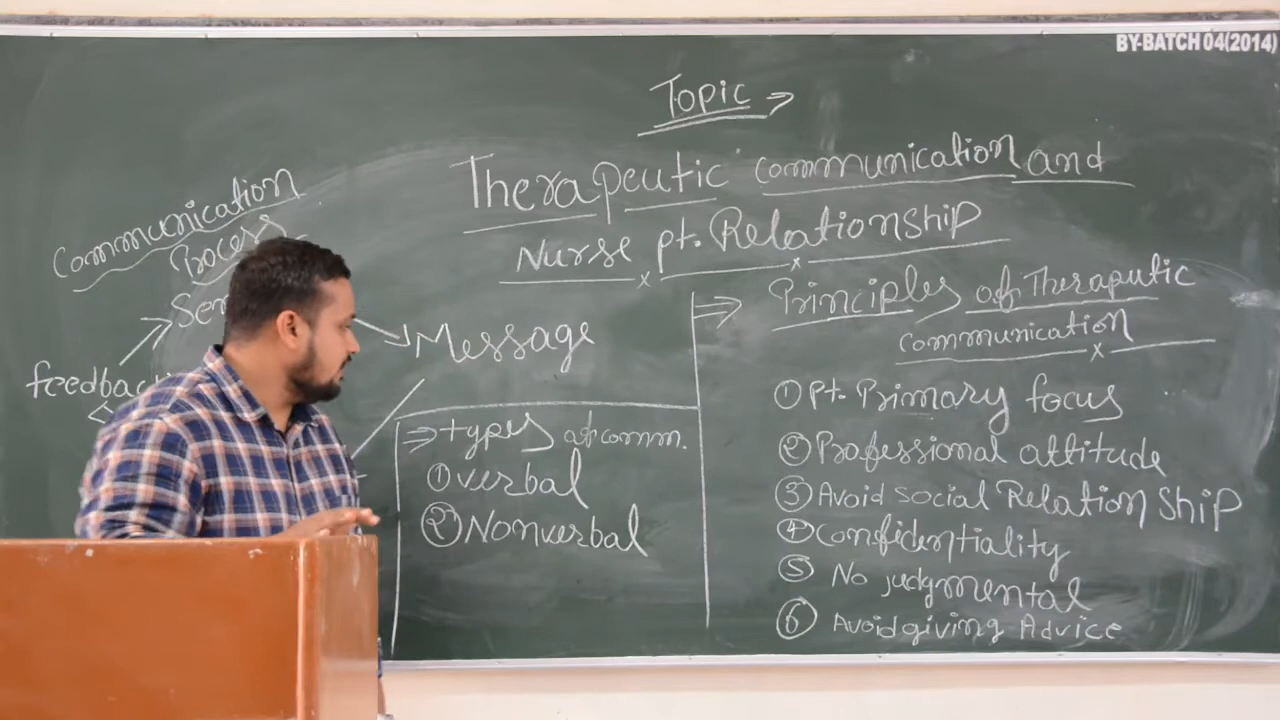 BY-BATCH 04(2014)
Topic →
Therapeutic communication and
Nurse pt. Relationship
Communication
Process
Message
⇒ types of comm.
① verbal
② Nonverbal
⇒ Principles of Theraputic
communication
① pt. Primary focus
② Professional attitude
③ Avoid social Relation Ship
④ Confidentiality
⑤ No judgmental
⑥ Avoid giving Advice